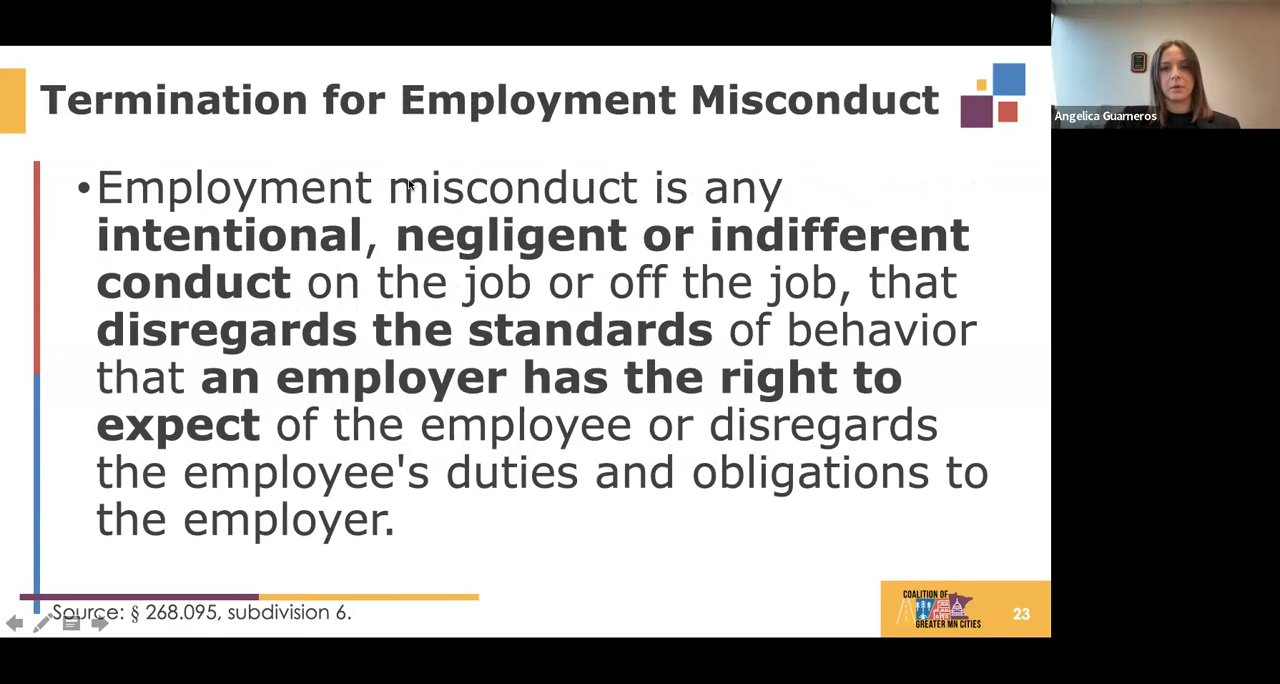 Termination for Employment Misconduct
Angelica Guarneros
•Employment misconduct is any
intentional, negligent or indifferent
conduct on the job or off the job, that
disregards the standards of behavior
that an employer has the right to
expect of the employee or disregards
the employee's duties and obligations to
the employer.
Source: § 268.095, subdivision 6.
COALITION OF
GREATER MN CITIES
23